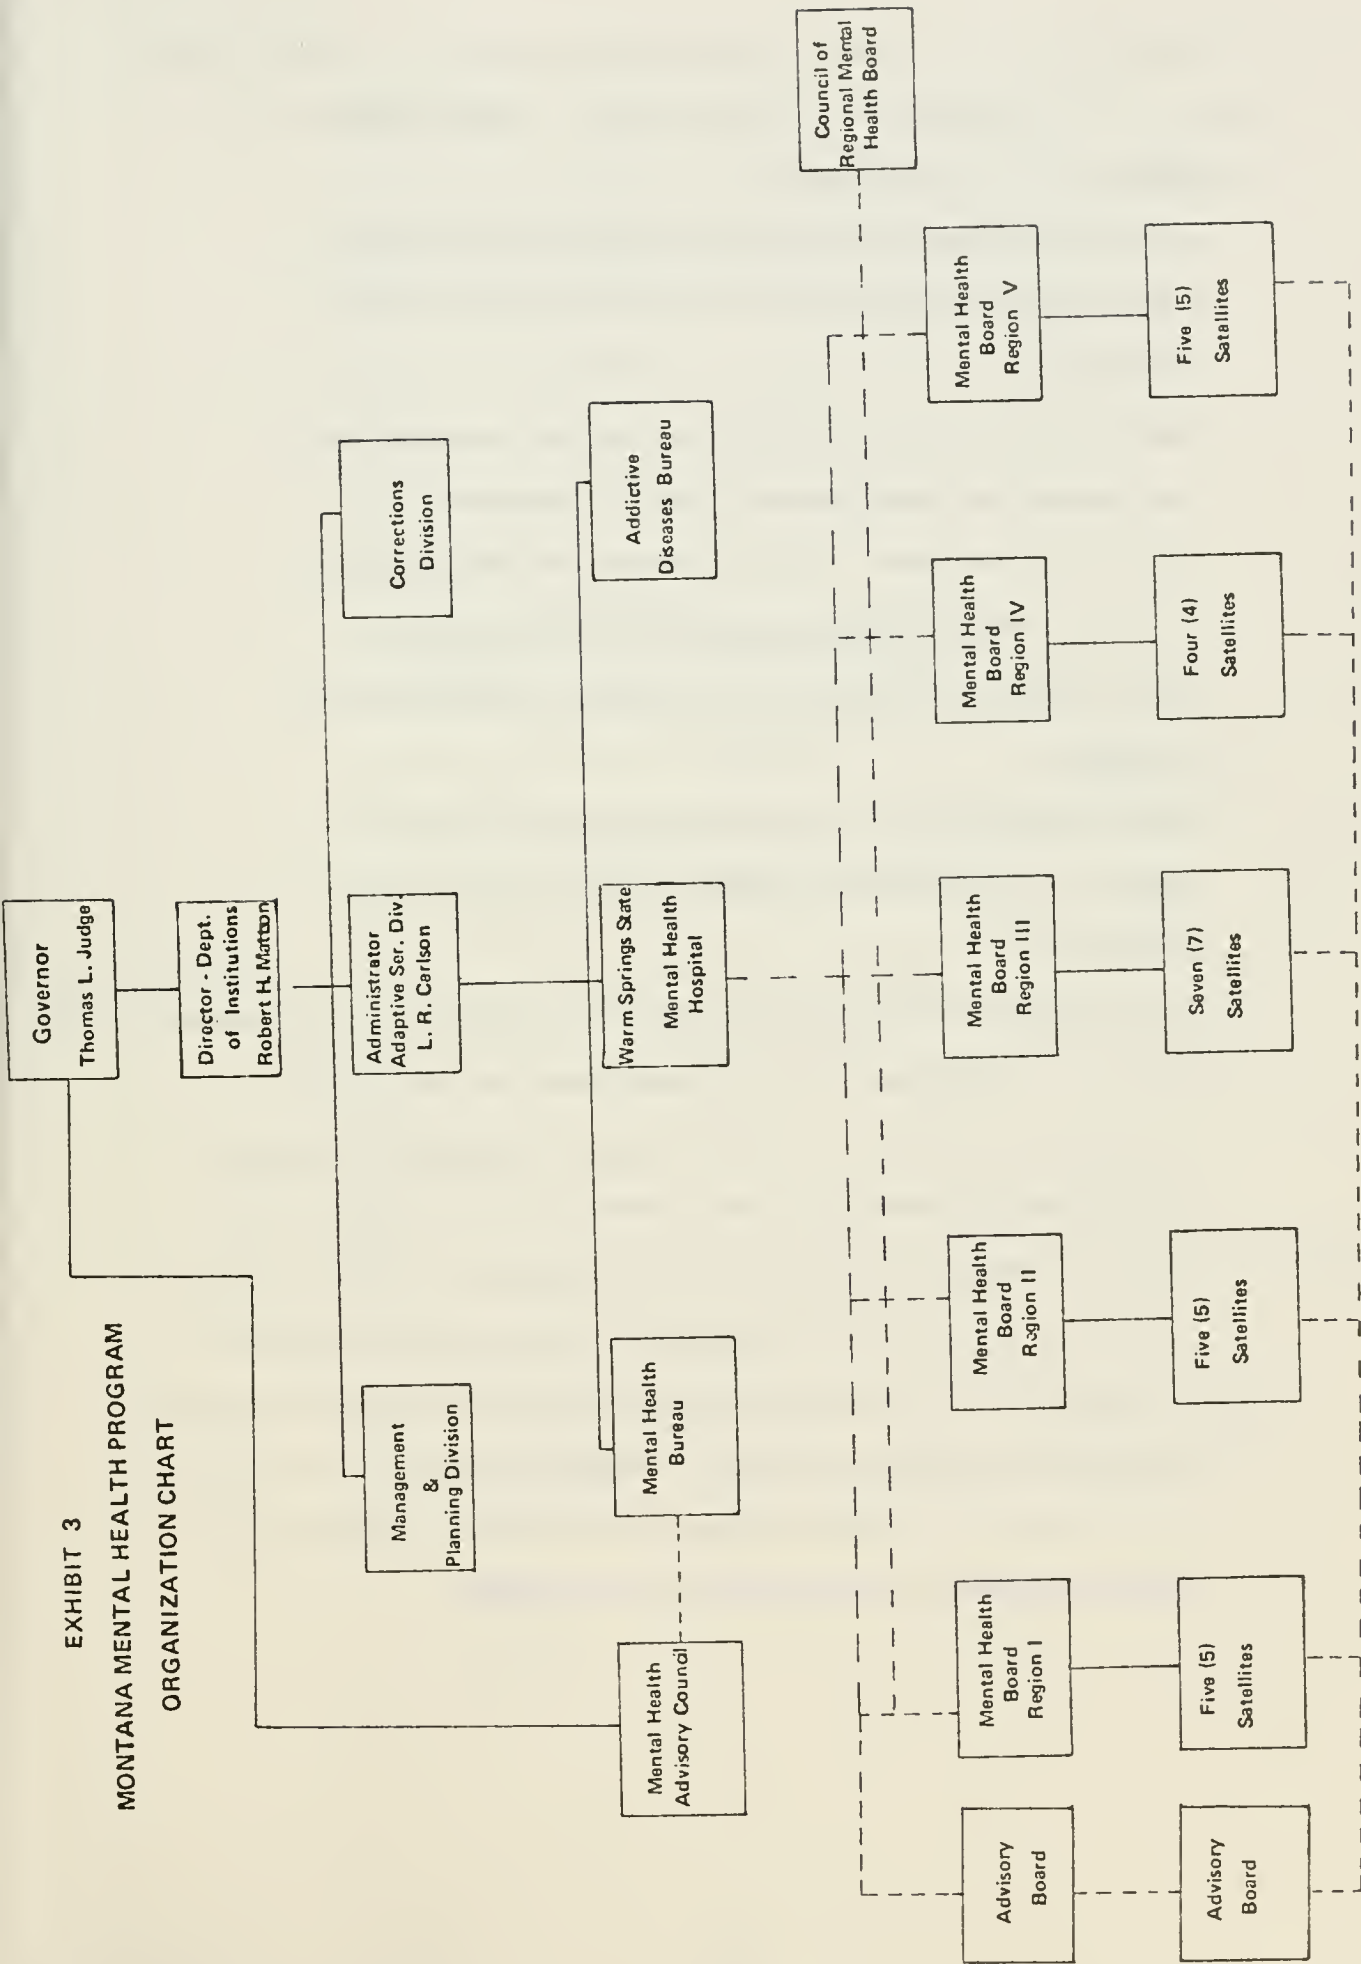 EXHIBIT 3
MONTANA MENTAL HEALTH PROGRAM
ORGANIZATION CHART
Governor
Thomas L. Judge
Director - Dept.
of Institutions
Robert H. Mattson
Management
&
Planning Division
Administrator
Adaptive Ser. Div.
L. R. Carlson
Corrections
Division
Mental Health
Advisory Council
Mental Health
Bureau
Warm Springs State
Mental Health
Hospital
Addictive
Diseases Bureau
Council of
Regional Mental
Health Board
Advisory
Board
Mental Health
Board
Region I
Mental Health
Board
Region II
Mental Health
Board
Region III
Mental Health
Board
Region IV
Mental Health
Board
Region V
Advisory
Board
Five (5)
Satellites
Five (5)
Satellites
Seven (7)
Satellites
Four (4)
Satellites
Five (5)
Satellites